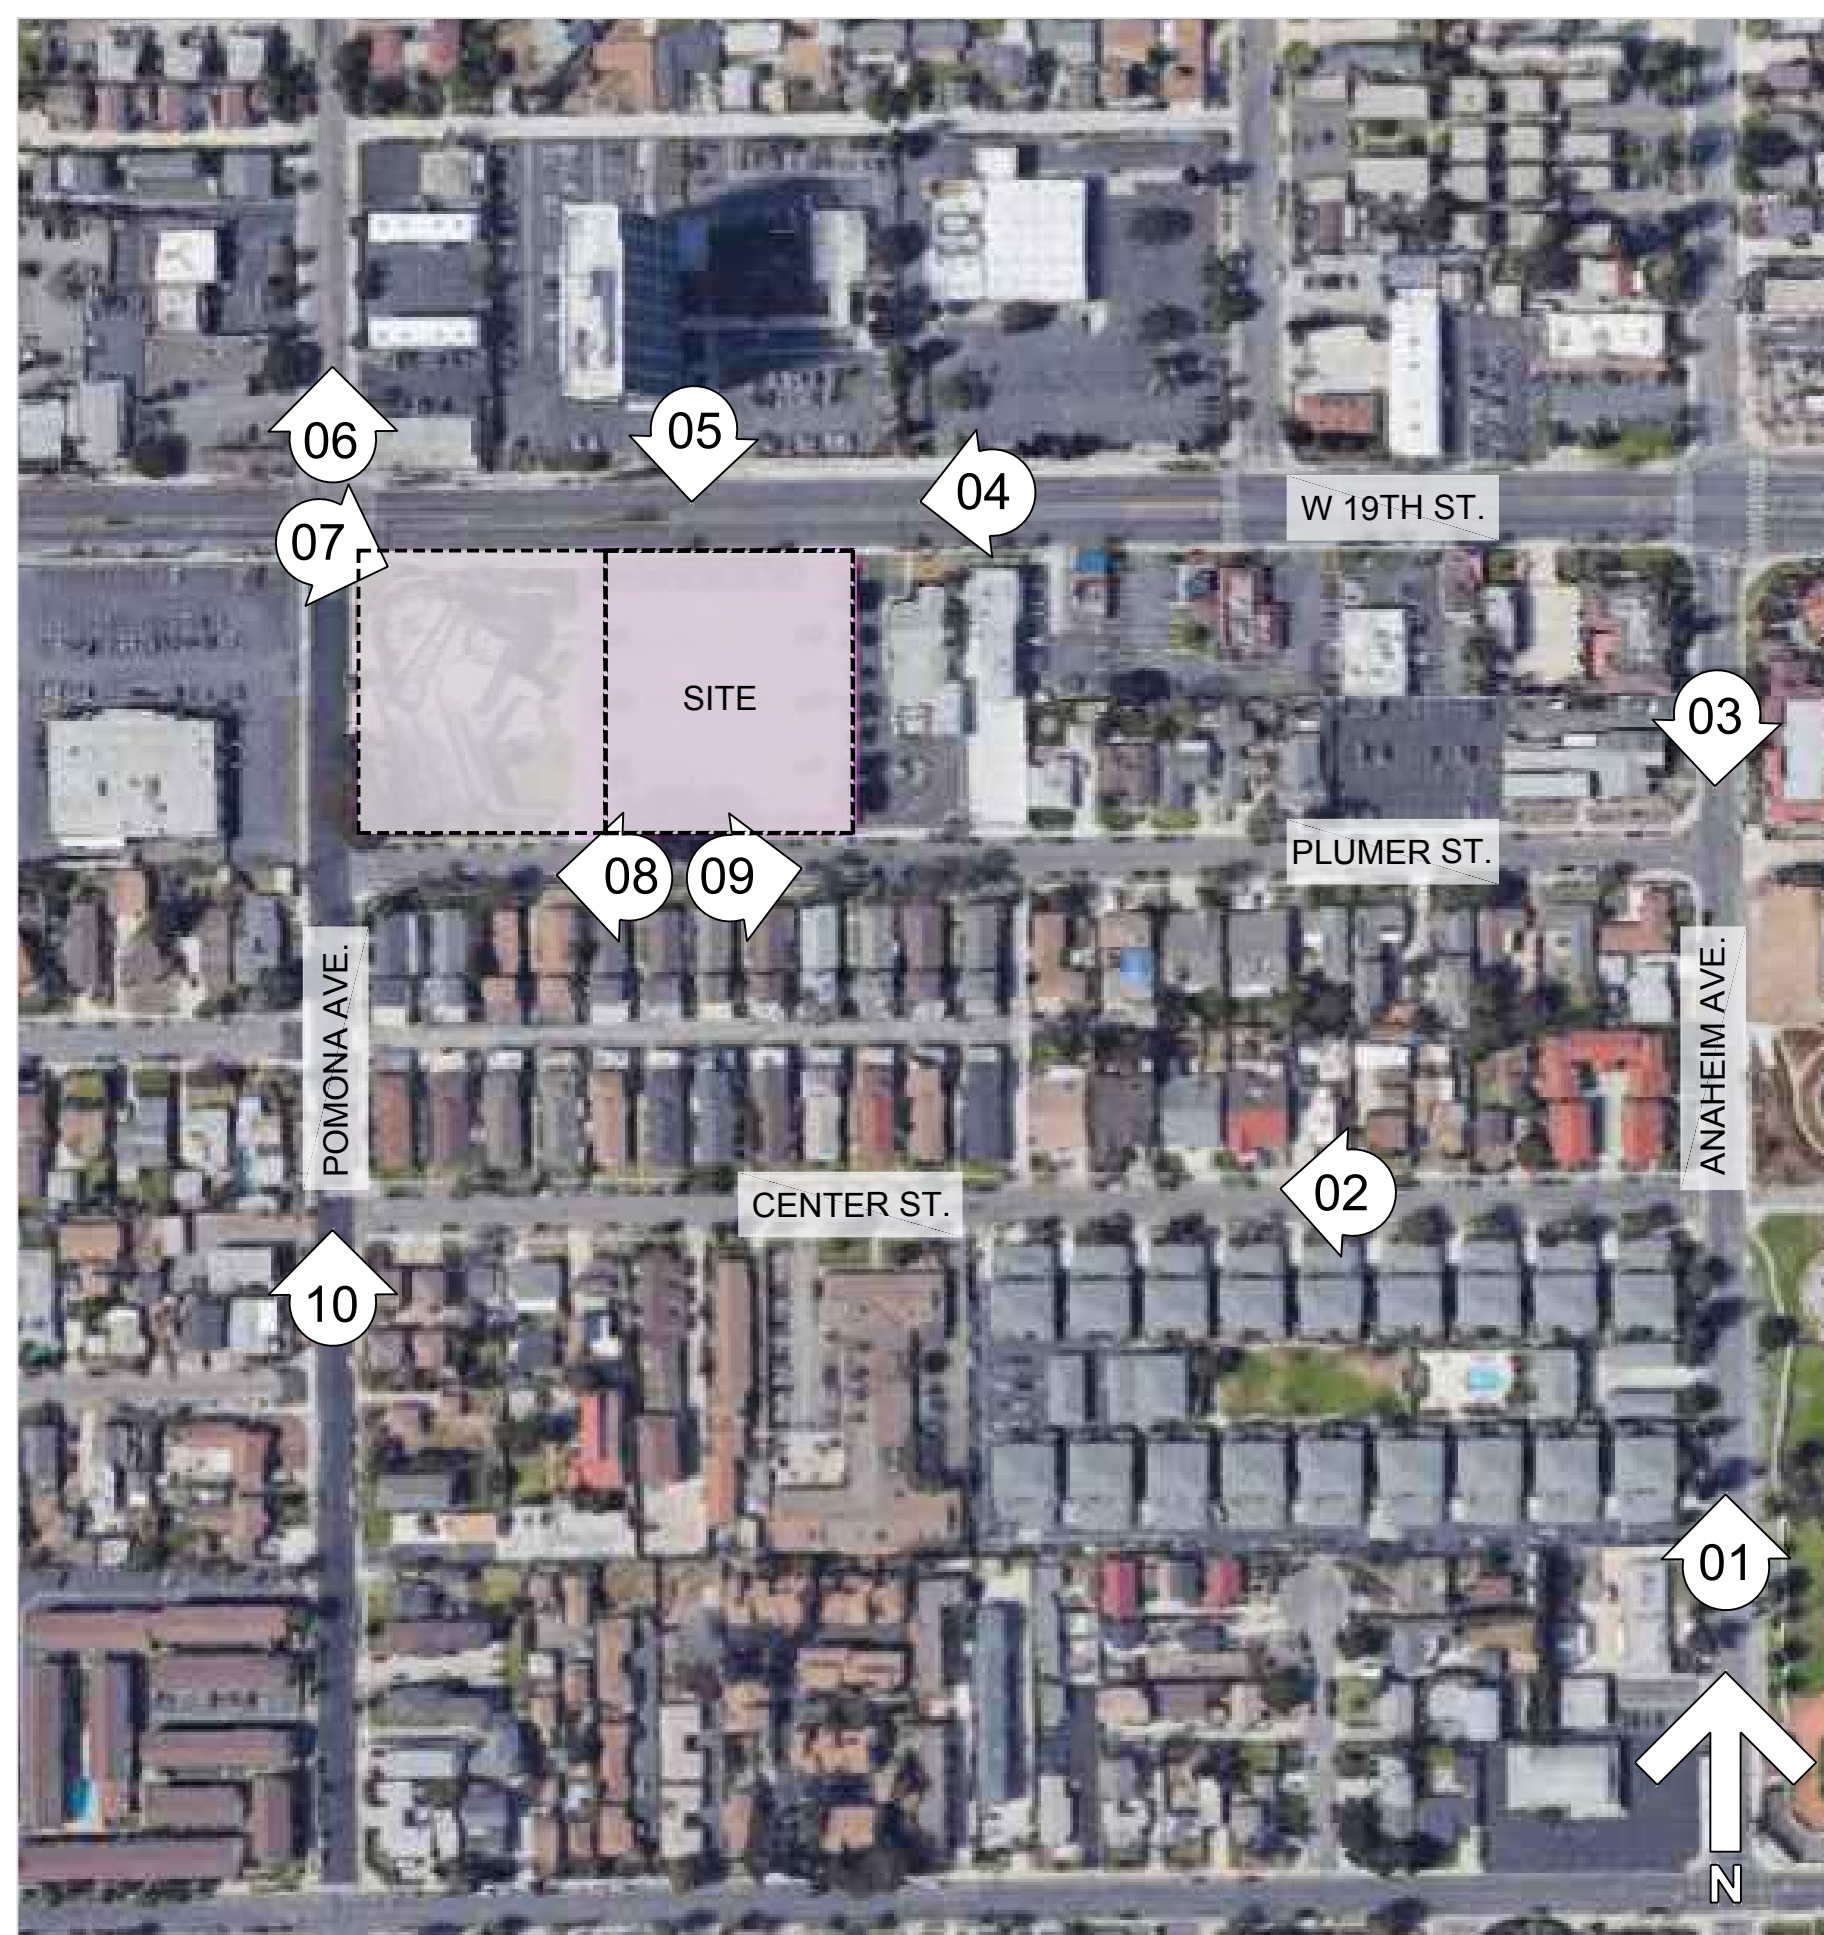 05
06
04
W 19TH ST.
07
SITE
03
PLUMER ST.
08
09
POMONA AVE.
ANAHEIM AVE.
02
CENTER ST.
10
01
N